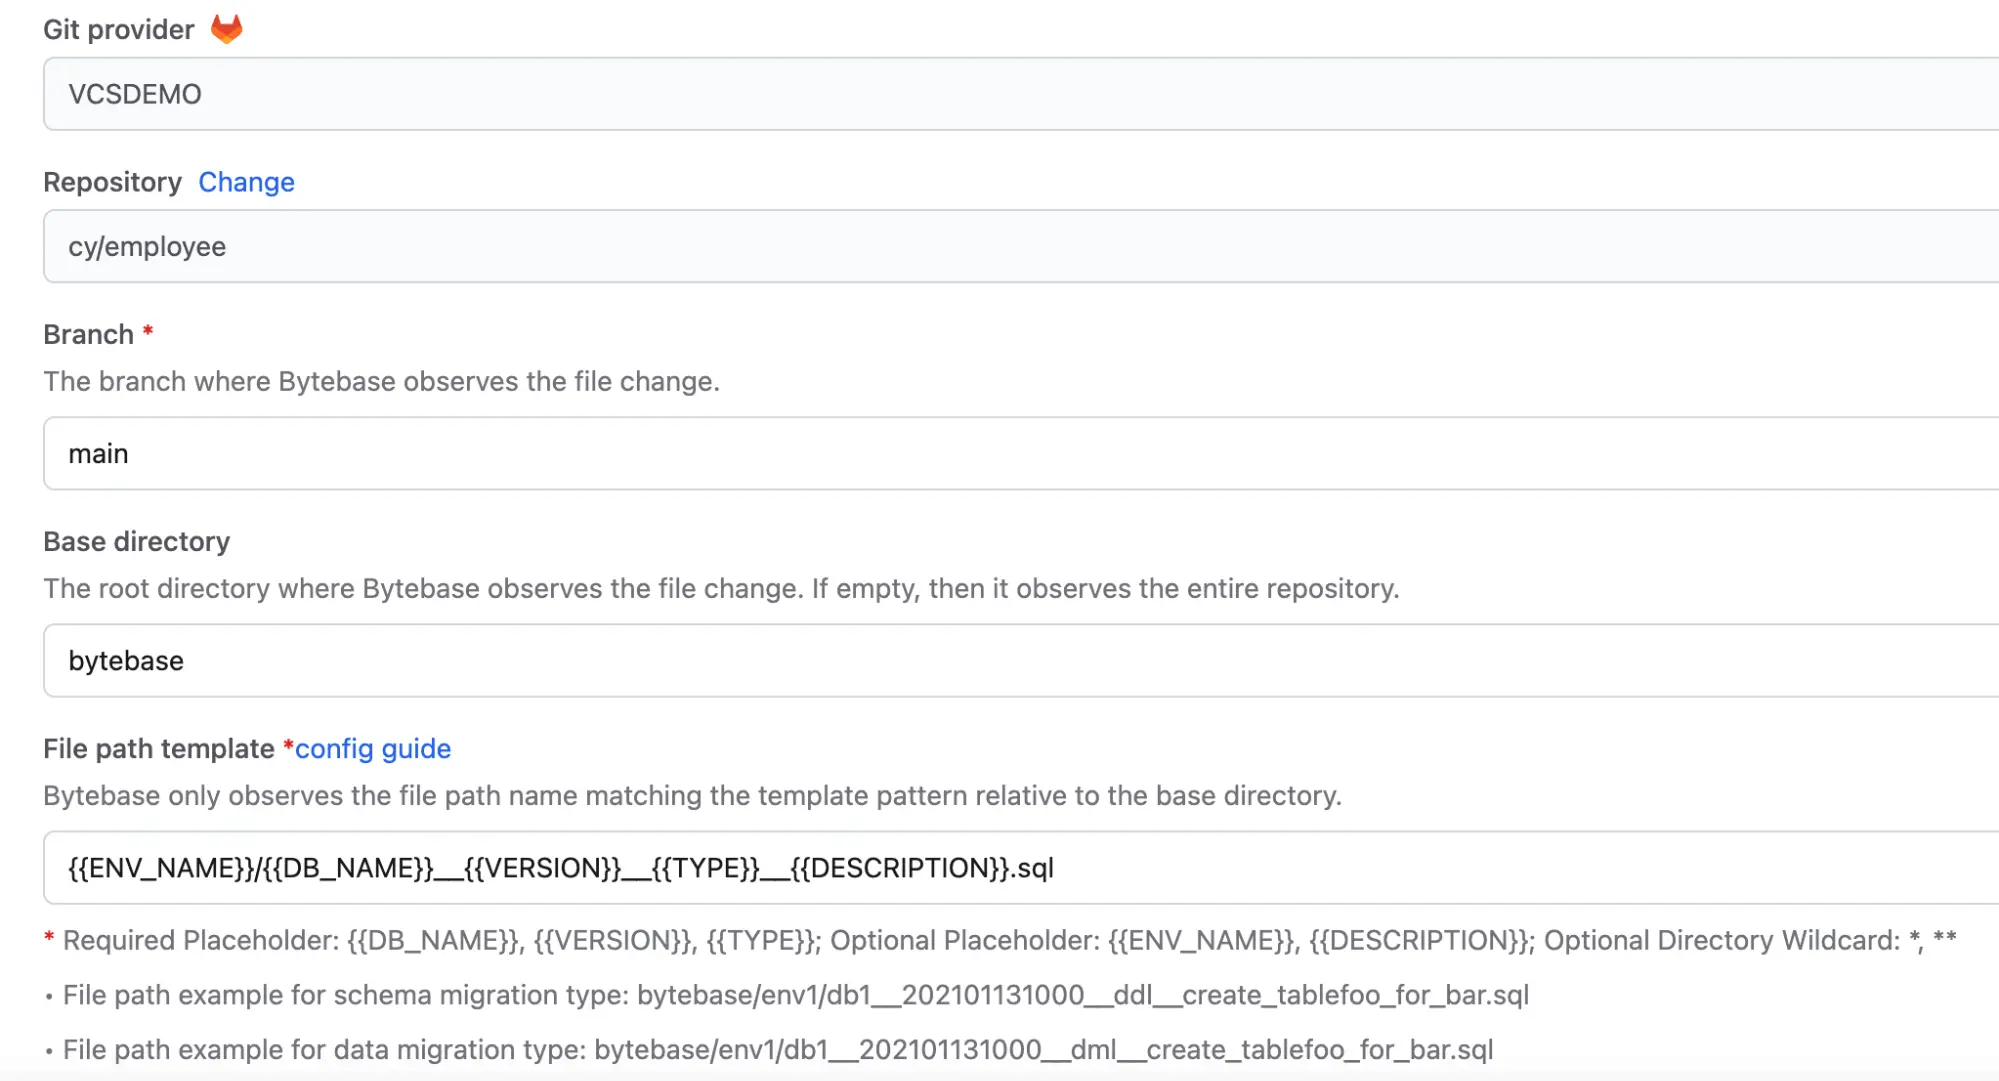 Git provider
VCSDEMO
Repository Change
cy/employee
Branch *
The branch where Bytebase observes the file change.
main
Base directory
The root directory where Bytebase observes the file change. If empty, then it observes the entire repository.
bytebase
File path template *config guide
Bytebase only observes the file path name matching the template pattern relative to the base directory.
{{ENV_NAME}}/{{DB_NAME}}__{{VERSION}}__{{TYPE}}__{{DESCRIPTION}}.sql
* Required Placeholder: {{DB_NAME}}, {{VERSION}}, {{TYPE}}; Optional Placeholder: {{ENV_NAME}}, {{DESCRIPTION}}; Optional Directory Wildcard: *, **
• File path example for schema migration type: bytebase/env1/db1__202101131000__ddl__create_tablefoo_for_bar.sql
• File path example for data migration type: bytebase/env1/db1__202101131000__dml__create_tablefoo_for_bar.sql